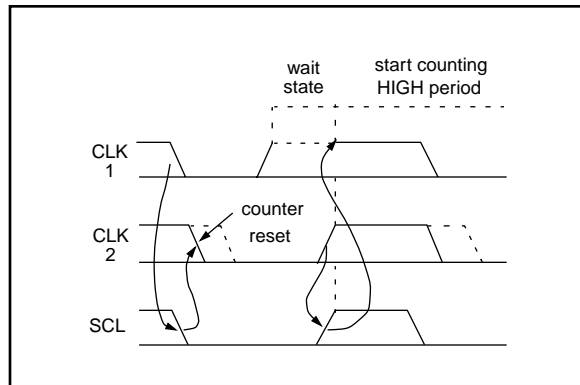 wait
state
start counting
HIGH period
CLK
1
counter
reset
CLK
2
SCL